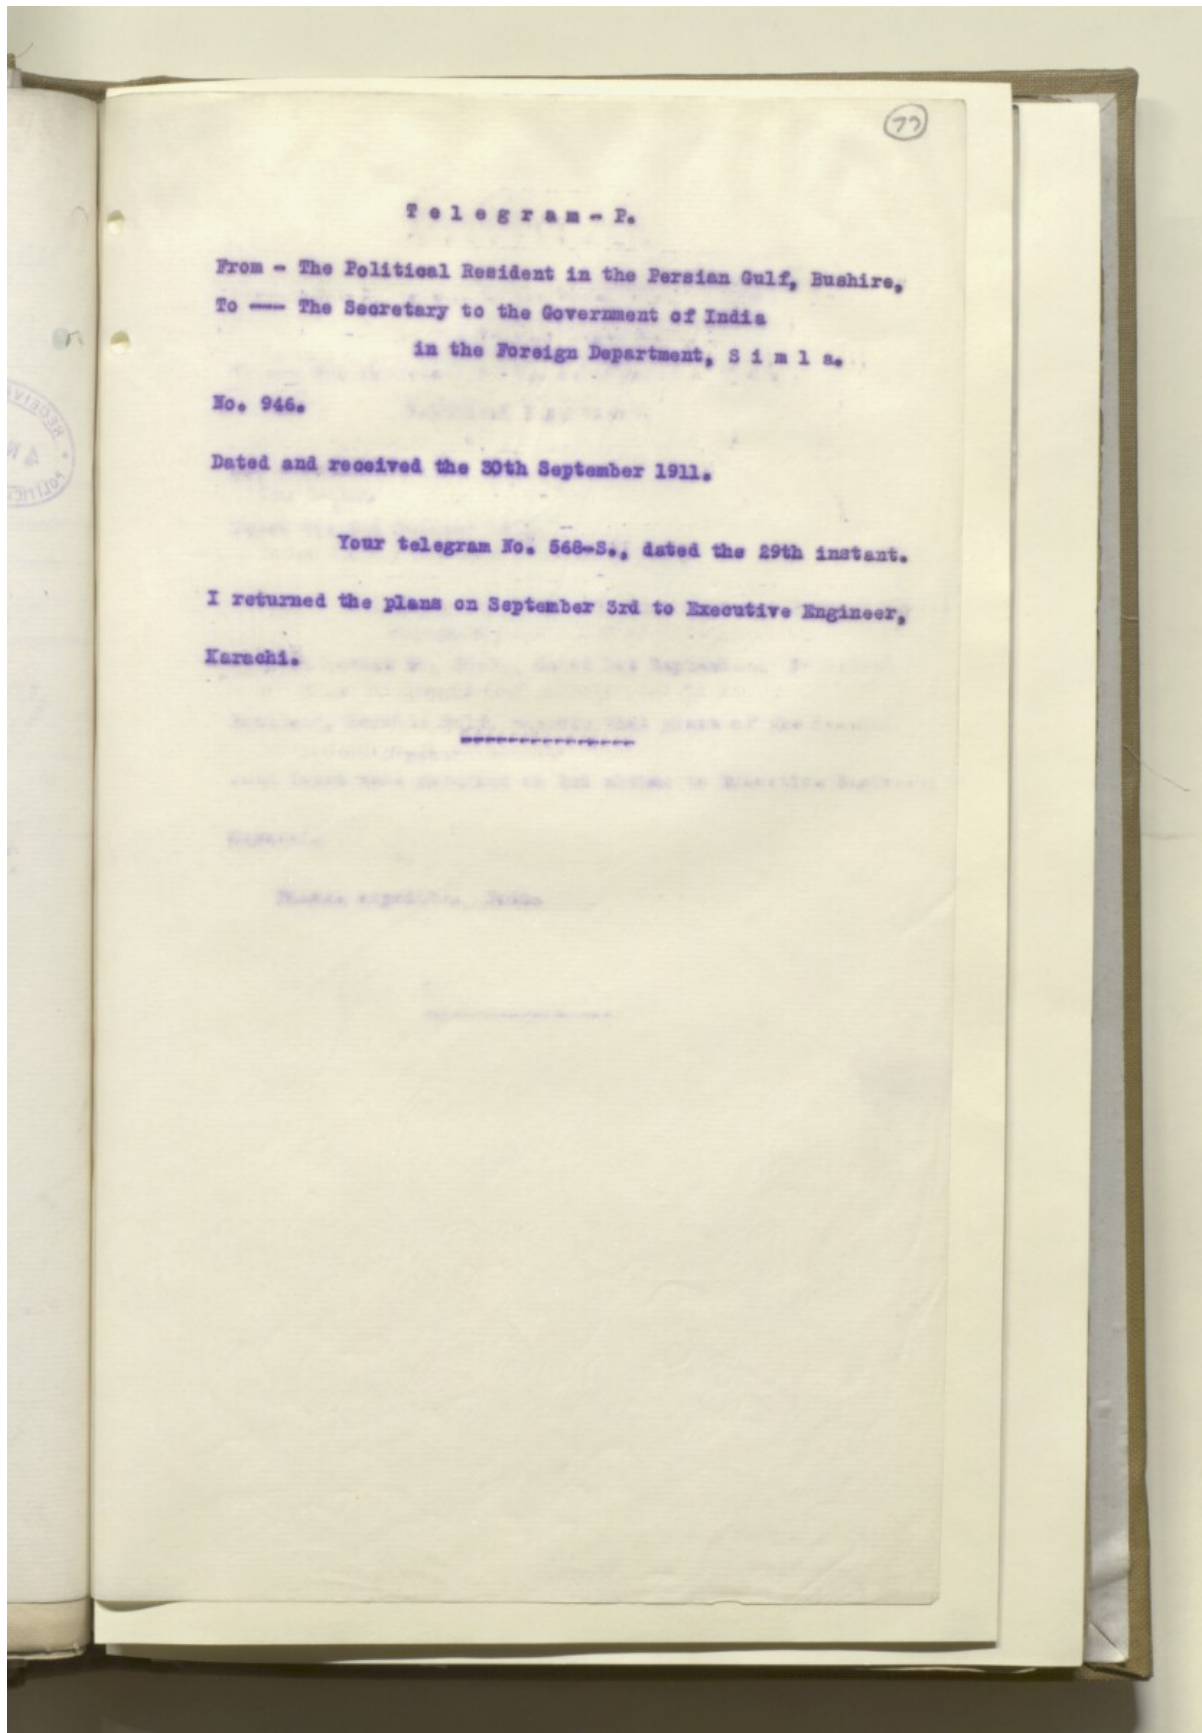 77
Telegram - P.
From - The Political Resident in the Persian Gulf, Bushire,
To --- The Secretary to the Government of India
in the Foreign Department, Simla.
No. 946.
Dated and received the 30th September 1911.
Your telegram No. 568-S., dated the 29th instant.
I returned the plans on September 3rd to Executive Engineer,
Karachi.